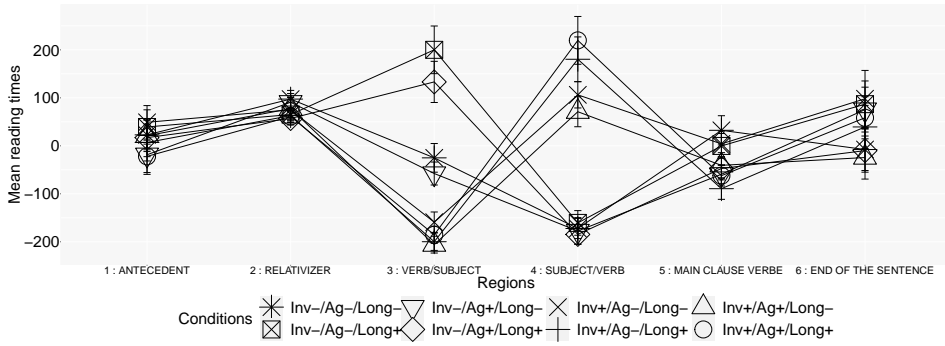 Mean reading times
200
100
0
−100
−200
1 : ANTECEDENT 2 : RELATIVIZER 3 : VERB/SUBJECT 4 : SUBJECT/VERB 5 : MAIN CLAUSE VERBE 6 : END OF THE SENTENCE
Regions
Conditions
Inv−/Ag−/Long− Inv−/Ag+/Long− Inv+/Ag−/Long− Inv+/Ag+/Long−
Inv−/Ag−/Long+ Inv−/Ag+/Long+ Inv+/Ag−/Long+ Inv+/Ag+/Long+